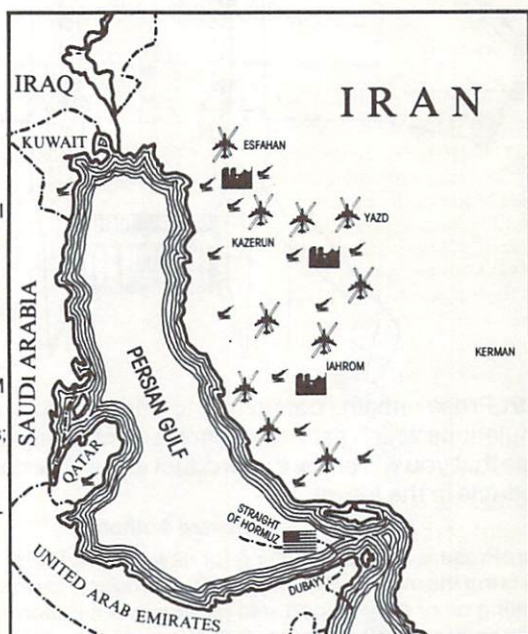 IRAQ
IRAN
KUWAIT
ESFAHAN
YAZD
KAZERUN
SAUDI ARABIA
PERSIAN GULF
KERMAN
IAHROM
QATAR
STRAIGHT
OF HORMUZ
DUBAYY
UNITED ARAB EMIRATES